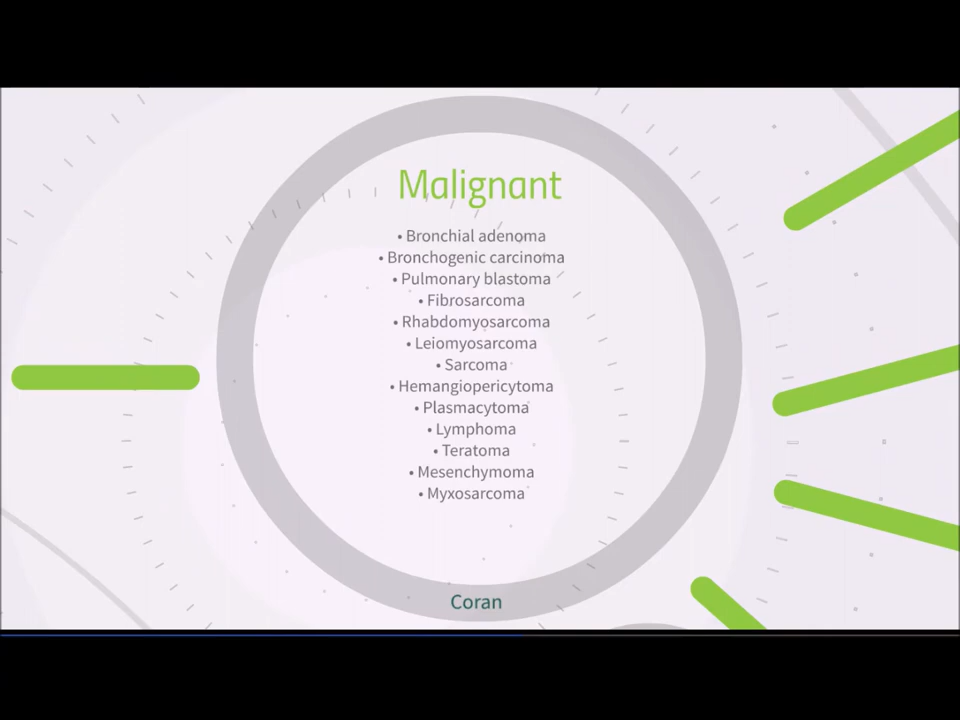 Malignant
• Bronchial adenoma
• Bronchogenic carcinoma
• Pulmonary blastoma
• Fibrosarcoma
• Rhabdomyosarcoma
• Leiomyosarcoma
• Sarcoma
• Hemangiopericytoma
• Plasmacytoma
• Lymphoma
• Teratoma
• Mesenchymoma
• Myxosarcoma
Coran